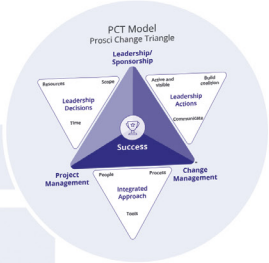 PCT Model
Prosci Change Triangle
Leadership/
Sponsorship
Resources
Scope
Leadership
Decisions
Time
Active and
visible
Build
coalition
Leadership
Actions
Communicate
Success
Project
Management
Change
Management
People
Process
Integrated
Approach
Tools